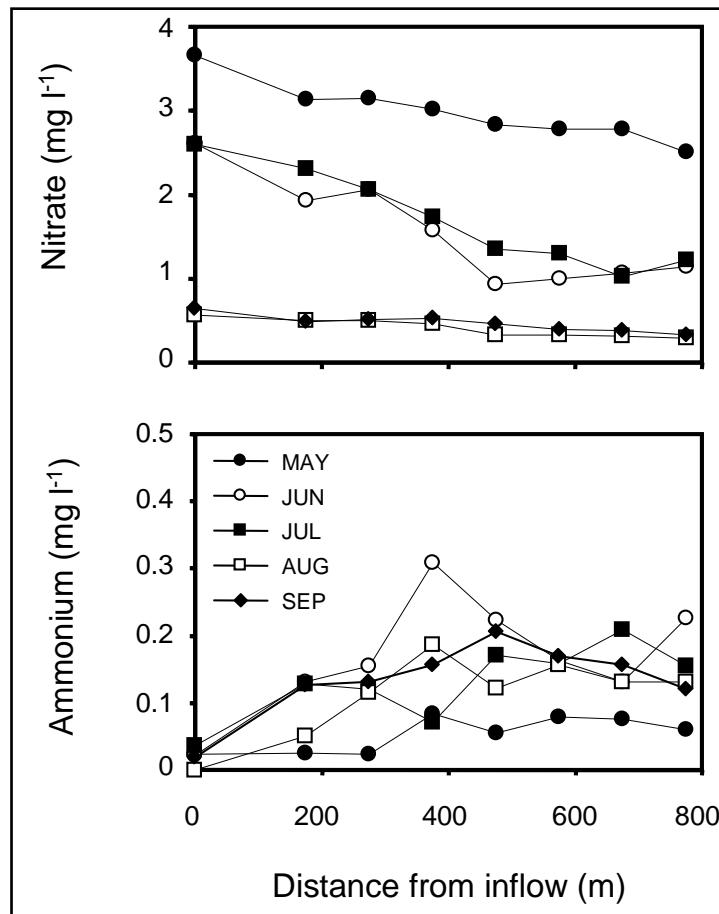 Nitrate (mg l-1)
4
3
2
1
0
Ammonium (mg l-1)
0.5
0.4
0.3
0.2
0.1
0
MAY
JUN
JUL
AUG
SEP
0 200 400 600 800
Distance from inflow (m)